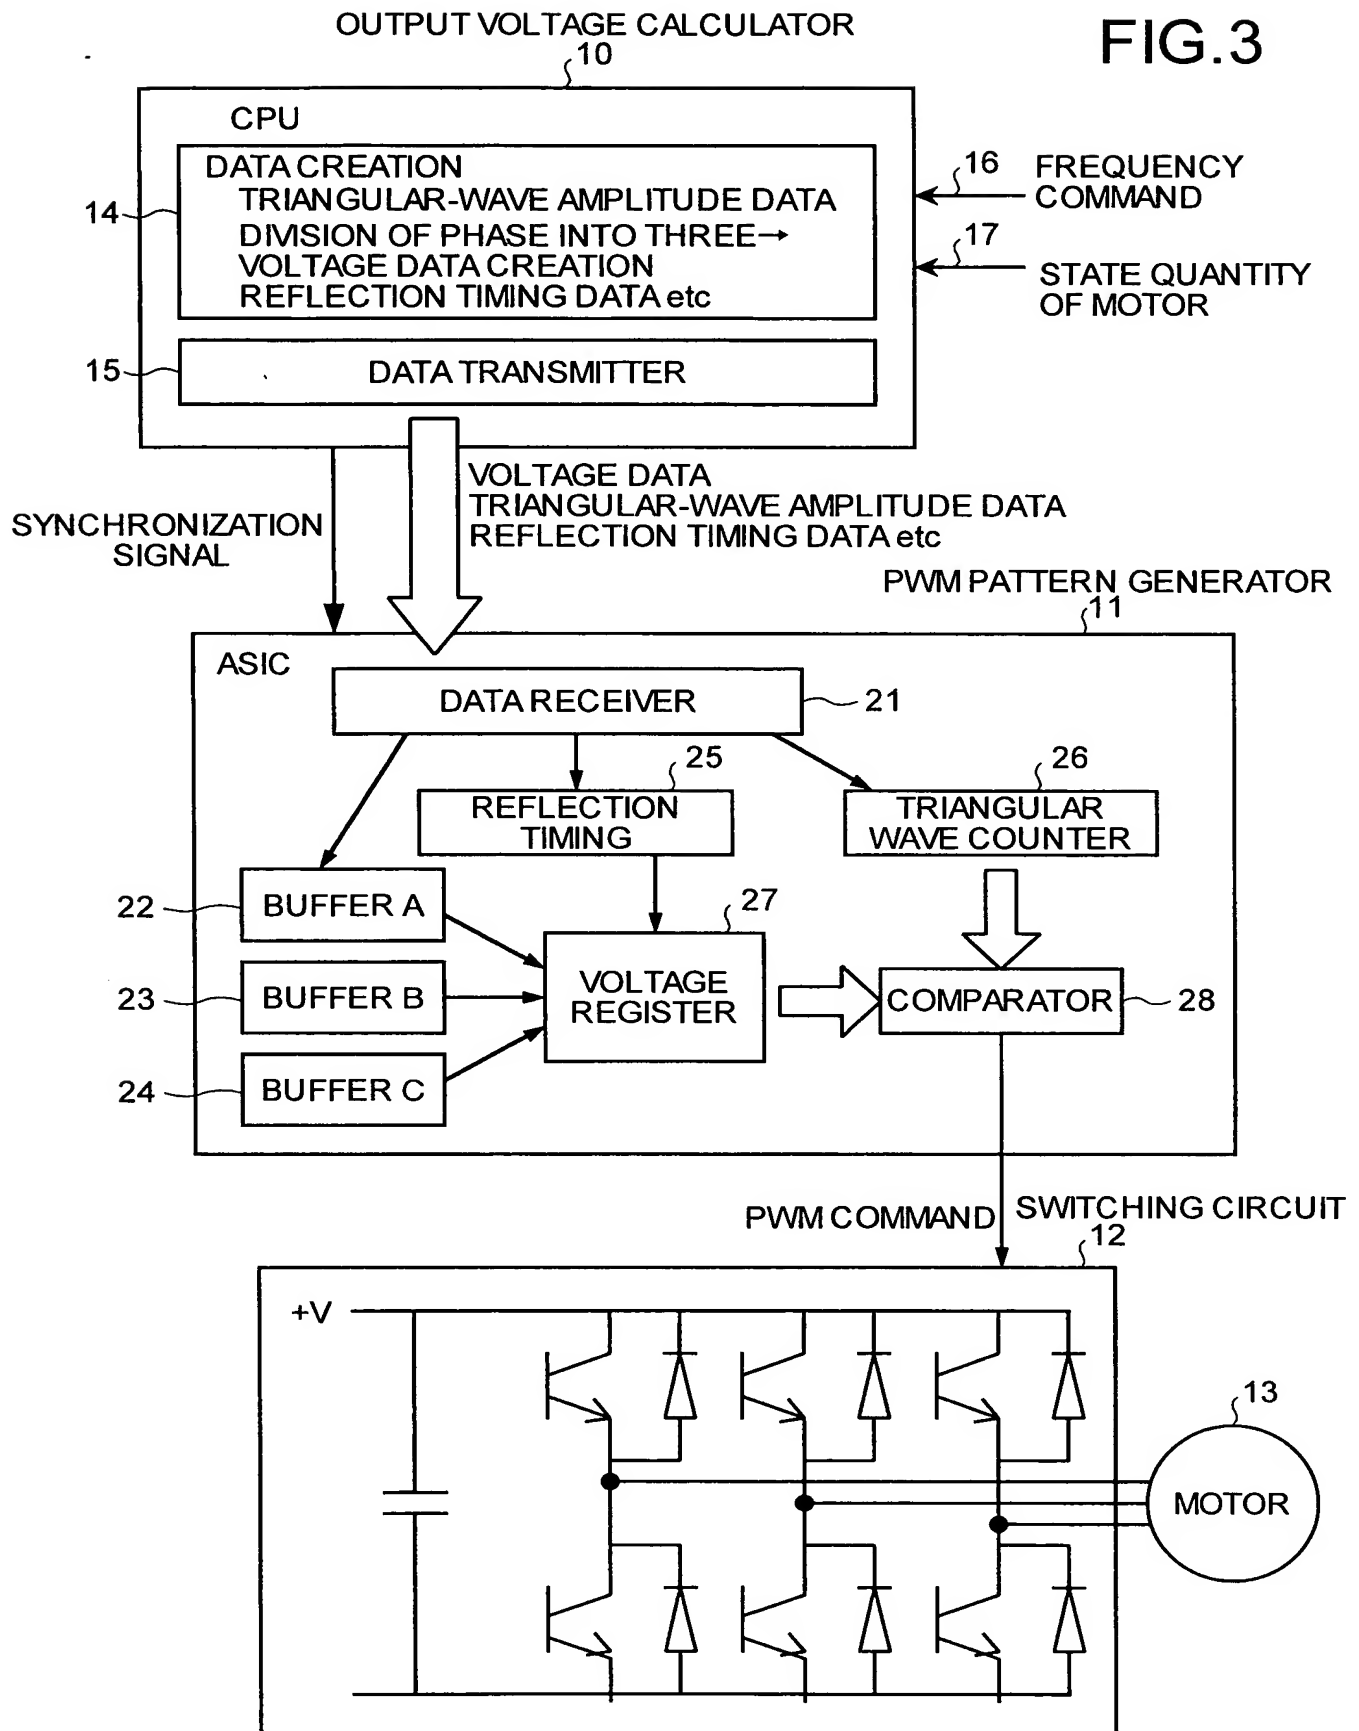 FIG.3
OUTPUT VOLTAGE CALCULATOR
10
CPU
DATA CREATION
TRIANGULAR-WAVE AMPLITUDE DATA
DIVISION OF PHASE INTO THREE→
VOLTAGE DATA CREATION
REFLECTION TIMING DATA etc
14
16
FREQUENCY
COMMAND
17
STATE QUANTITY
OF MOTOR
15
DATA TRANSMITTER
SYNCHRONIZATION
SIGNAL
VOLTAGE DATA
TRIANGULAR-WAVE AMPLITUDE DATA
REFLECTION TIMING DATA etc
PWM PATTERN GENERATOR
11
ASIC
DATA RECEIVER
21
25
REFLECTION
TIMING
26
TRIANGULAR
WAVE COUNTER
22
BUFFER A
23
BUFFER B
24
BUFFER C
27
VOLTAGE
REGISTER
COMPARATOR
28
PWM COMMAND
SWITCHING CIRCUIT
12
+V
13
MOTOR